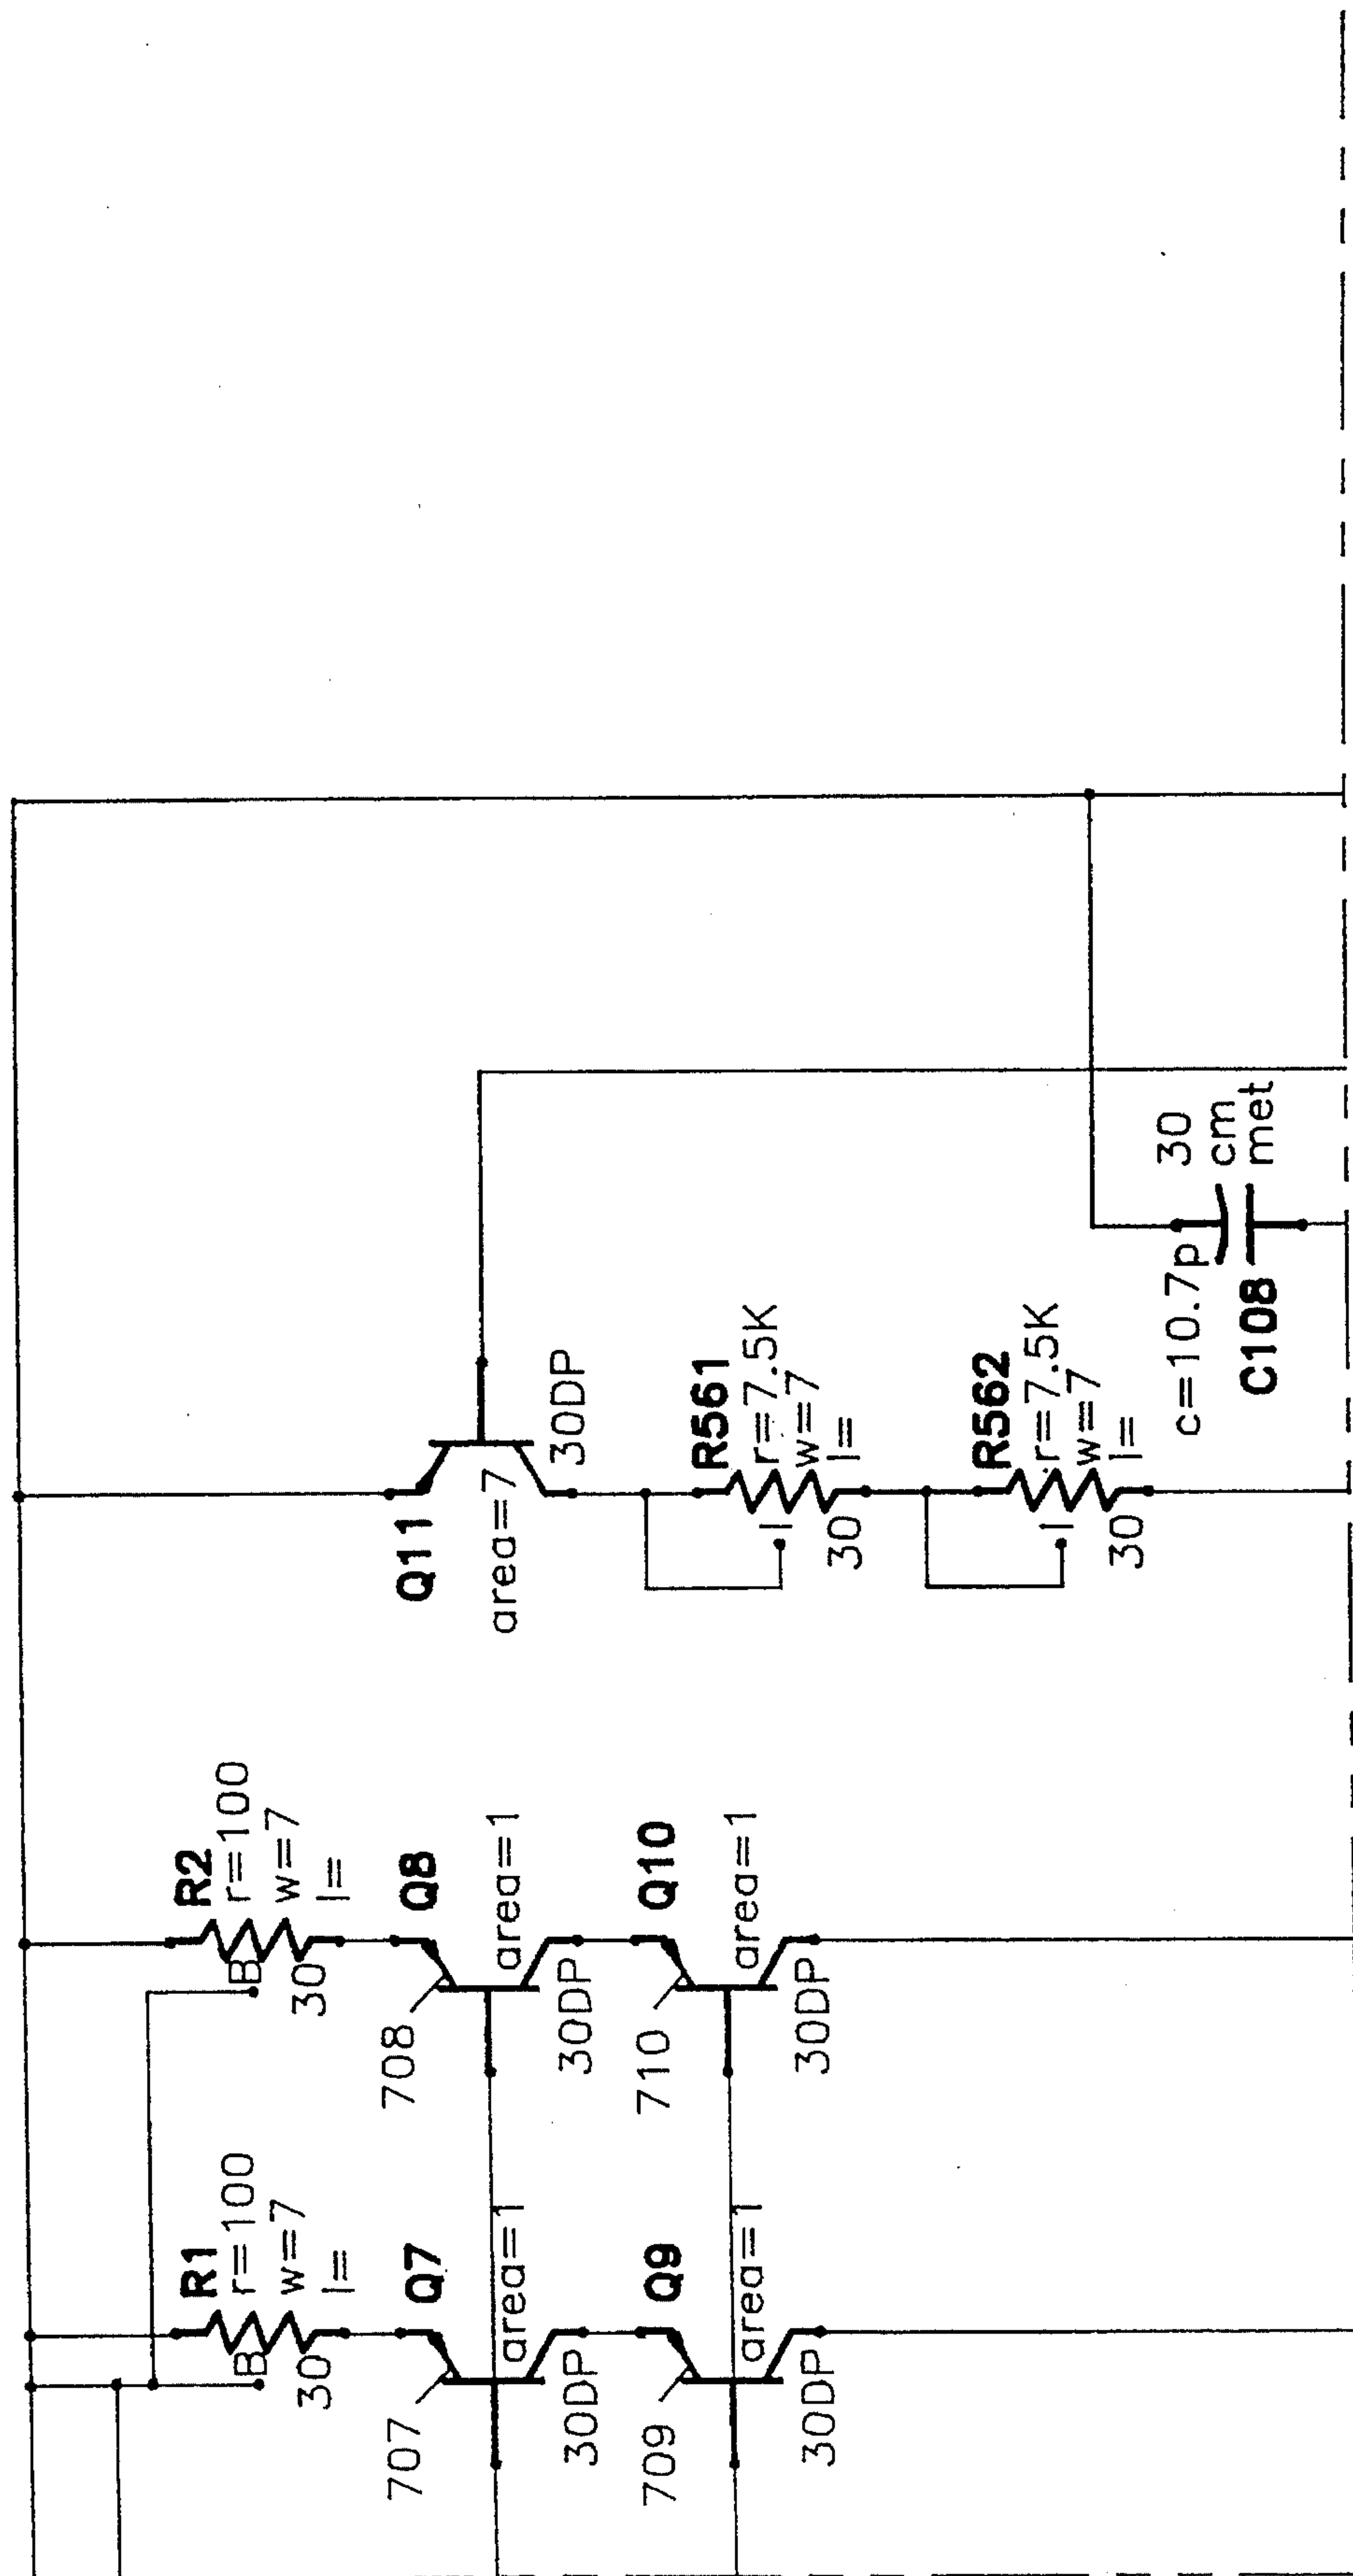 R1
r=100
w=7
l=
B
30
R2
r=100
w=7
l=
B
30
707
Q7
area=1
30DP
708
Q8
area=1
30DP
709
Q9
area=1
30DP
710
Q10
area=1
30DP
Q11
area=7
30DP
R561
r=7.5K
w=7
l=
I
30
R562
r=7.5K
w=7
l=
I
30
c=10.7p
C108
30
cm
met